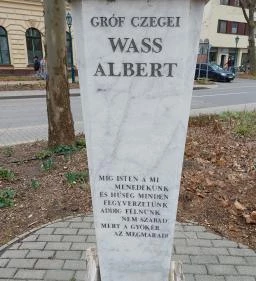 GRÓF CZEGEI
WASS
ALBERT
MIG ISTEN A MI
MENEDÉKÜNK
ÉS HŰSÉG MINDEN
FEGYVERZETÜNK
ADDIG FÉLNÜNK
NEM SZABAD
MERT A GYÖKÉR
AZ MEGMARAD!